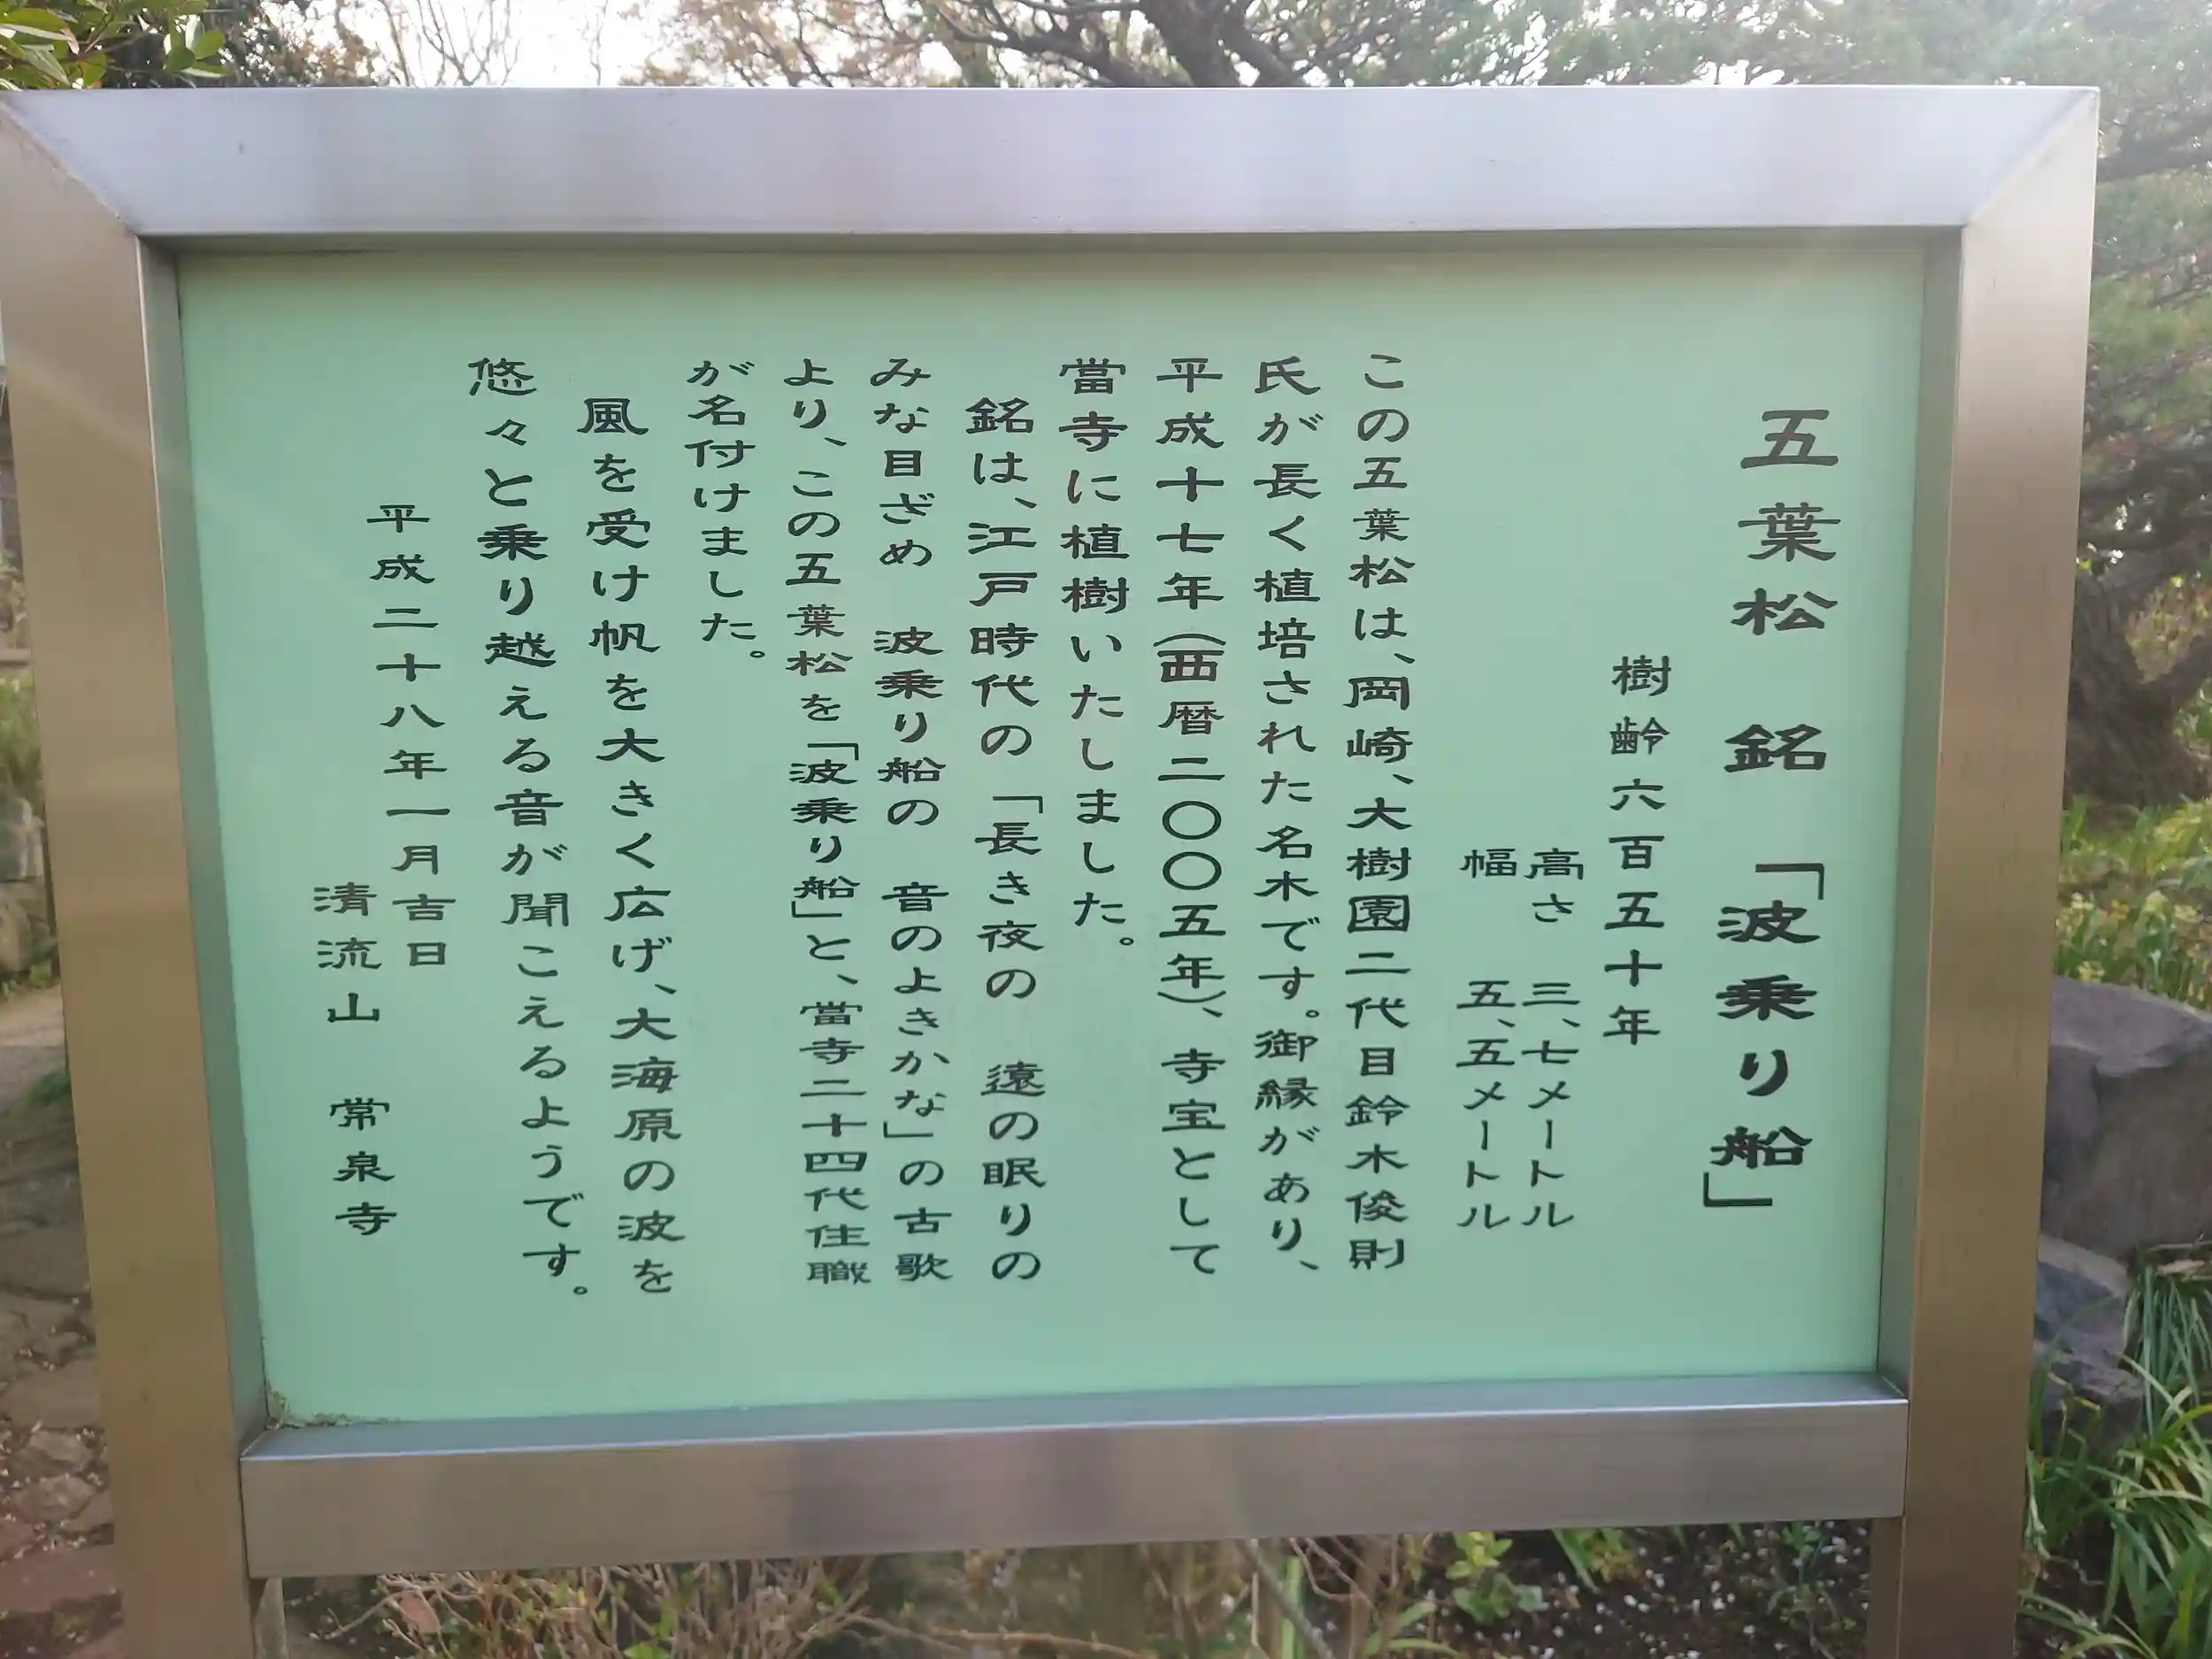 五葉松　銘　「波乗り船」
樹齢六百五十年
高さ　三、七メートル
幅　五、五メートル
この五葉松は、岡崎、大樹園二代目鈴木俊則
氏が長く植培された名木です。御縁があり、
平成十七年（西暦二〇〇五年）、寺宝として
當寺に植樹いたしました。
銘は、江戸時代の「長き夜の　遠の眠りの
みな目ざめ　波乗り船の　音のよきかな」の古歌
より、この五葉松を「波乗り船」と、當寺二十四代住職
が名付けました。
風を受け帆を大きく広げ、大海原の波を
悠々と乗り越える音が聞こえるようです。
平成二十八年一月吉日
清流山　常泉寺